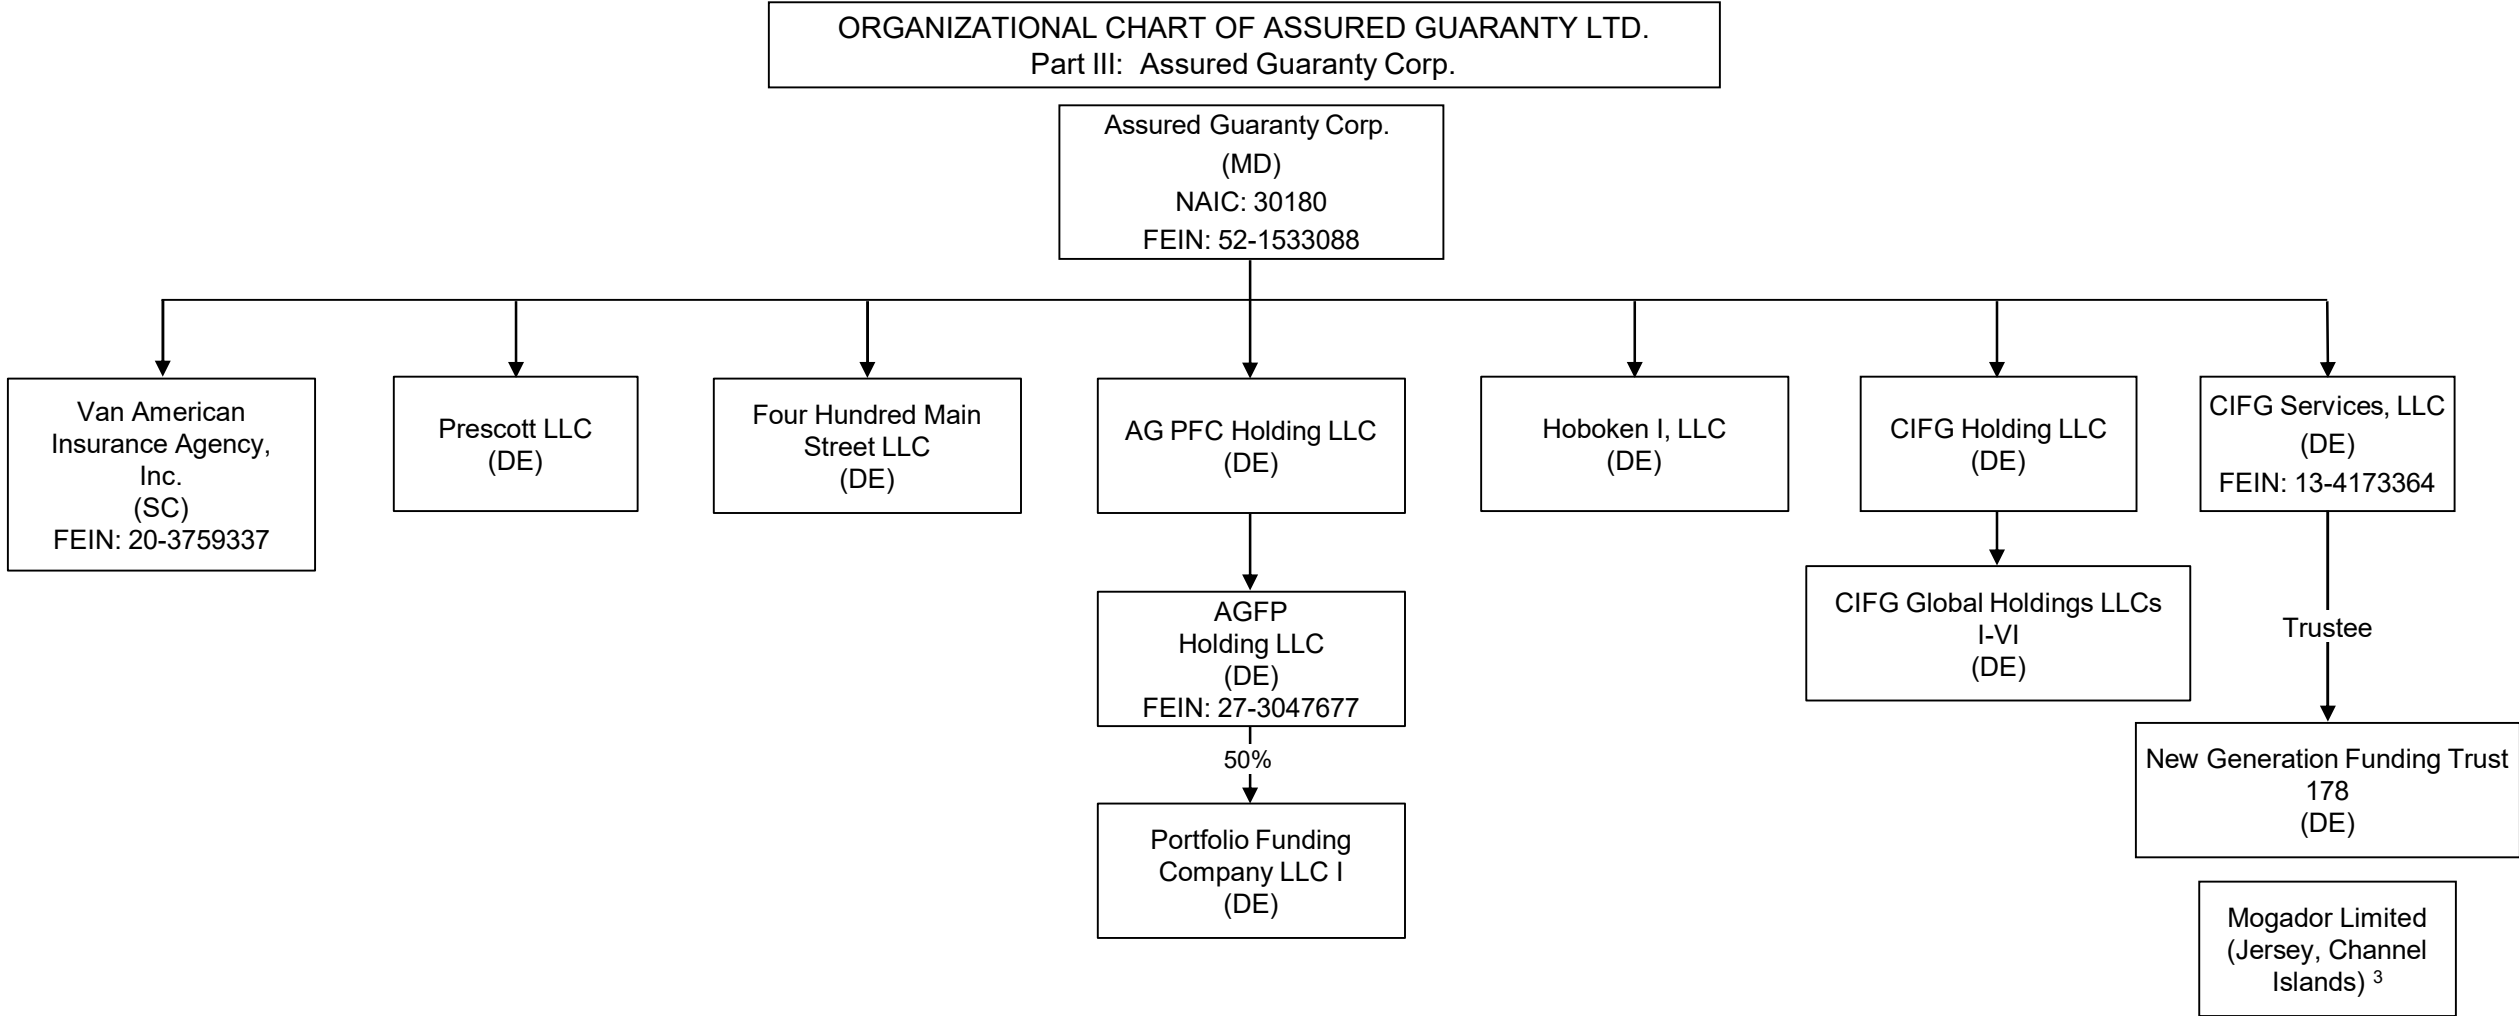 ORGANIZATIONAL CHART OF ASSURED GUARANTY LTD.
Part III: Assured Guaranty Corp.
Assured Guaranty Corp.
(MD)
NAIC: 30180
FEIN: 52-1533088
Van American
Insurance Agency,
Inc.
(SC)
FEIN: 20-3759337
Prescott LLC
(DE)
Four Hundred Main
Street LLC
(DE)
AG PFC Holding LLC
(DE)
Hoboken I, LLC
(DE)
CIFG Holding LLC
(DE)
CIFG Services, LLC
(DE)
FEIN: 13-4173364
AGFP
Holding LLC
(DE)
FEIN: 27-3047677
CIFG Global Holdings LLCs
I-VI
(DE)
Trustee
50%
New Generation Funding Trust
178
(DE)
Portfolio Funding
Company LLC I
(DE)
Mogador Limited
(Jersey, Channel
Islands) 3